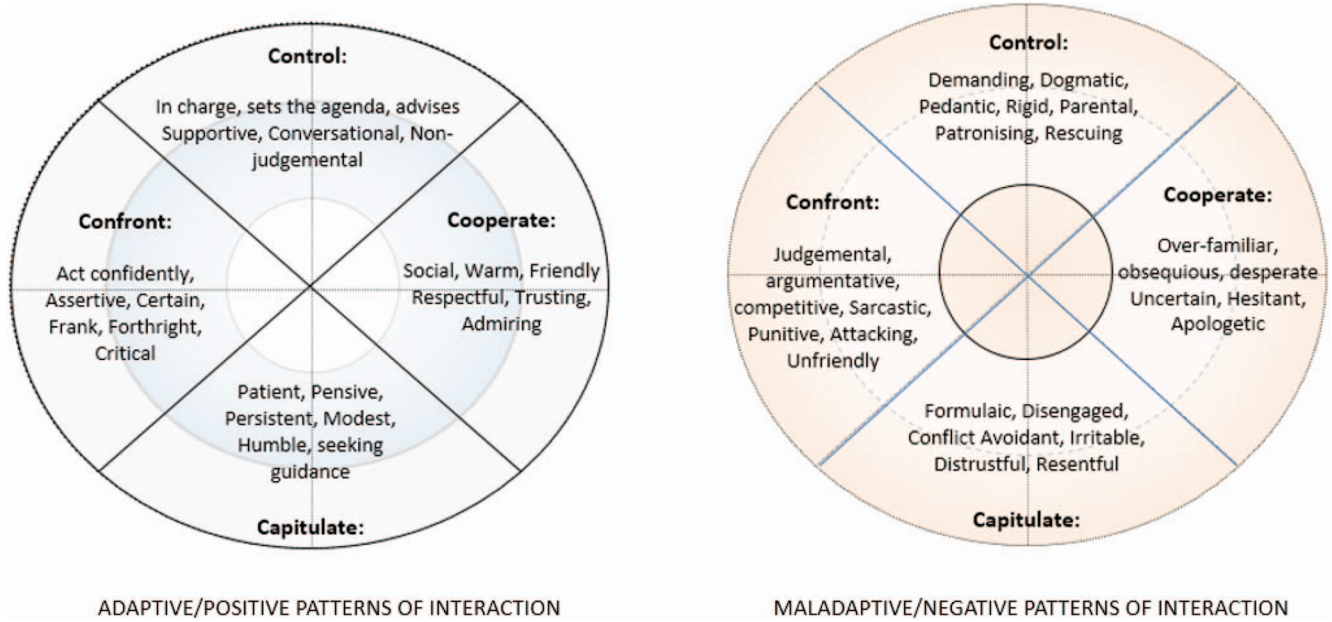 Control:
In charge, sets the agenda, advises
Supportive, Conversational, Non-
judgemental
Confront:
Act confidently,
Assertive, Certain,
Frank, Forthright,
Critical
Cooperate:
Social, Warm, Friendly
Respectful, Trusting,
Admiring
Patient, Pensive,
Persistent, Modest,
Humble, seeking
guidance
Capitulate:
ADAPTIVE/POSITIVE PATTERNS OF INTERACTION
Control:
Demanding, Dogmatic,
Pedantic, Rigid, Parental,
Patronising, Rescuing
Confront:
Judgemental,
argumentative,
competitive, Sarcastic,
Punitive, Attacking,
Unfriendly
Cooperate:
Over-familiar,
obsequious, desperate
Uncertain, Hesitant,
Apologetic
Formulaic, Disengaged,
Conflict Avoidant, Irritable,
Distrustful, Resentful
Capitulate:
MALADAPTIVE/NEGATIVE PATTERNS OF INTERACTION